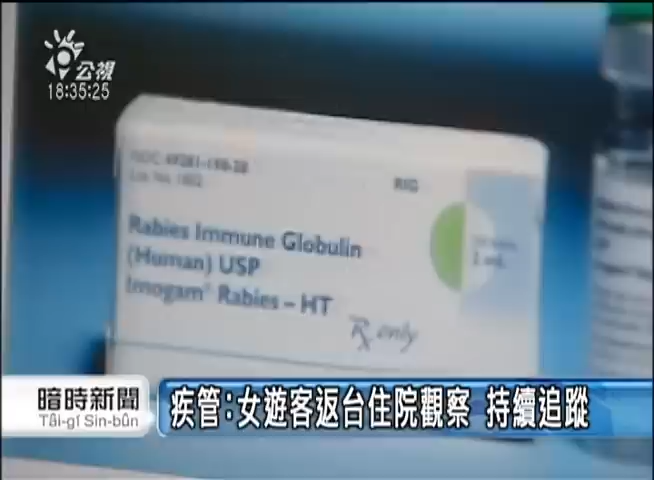 公視
18:35:25
RIG
Rabies Immune Globulin
(Human) USP
Imogam® Rabies – HT
Rx only
暗時新聞
Tâi-gí Sin-bûn
疾管：女遊客返台住院觀察 持續追蹤